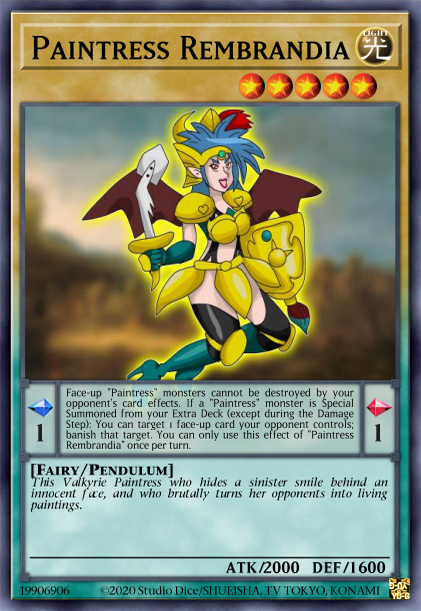 PAINTRESS REMBRANDIA
LIGHT
光
Face-up "Paintress" monsters cannot be destroyed by your
opponent's card effects. If a "Paintress" monster is Special
Summoned from your Extra Deck (except during the Damage
Step): You can target 1 face-up card your opponent controls;
banish that target. You can only use this effect of "Paintress
Rembrandia" once per turn.
1
1
[FAIRY/PENDULUM]
This Valkyrie Paintress who hides a sinister smile behind an
innocent face, and who brutally turns her opponents into living
paintings.
ATK/2000 DEF/1600
19906906
©2020 Studio Dice/SHUEISHA, TV TOKYO, KONAMI